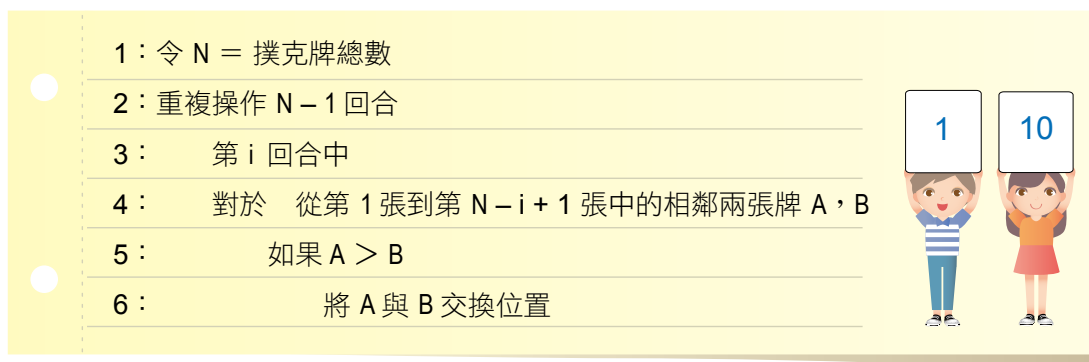 1：令 N ＝ 撲克牌總數
2：重複操作 N – 1 回合
3：　　第 i 回合中
4：　　對於　從第 1 張到第 N – i + 1 張中的相鄰兩張牌 A，B
5：　　　　如果 A ＞ B
6：　　　　　　將 A 與 B 交換位置
1
10